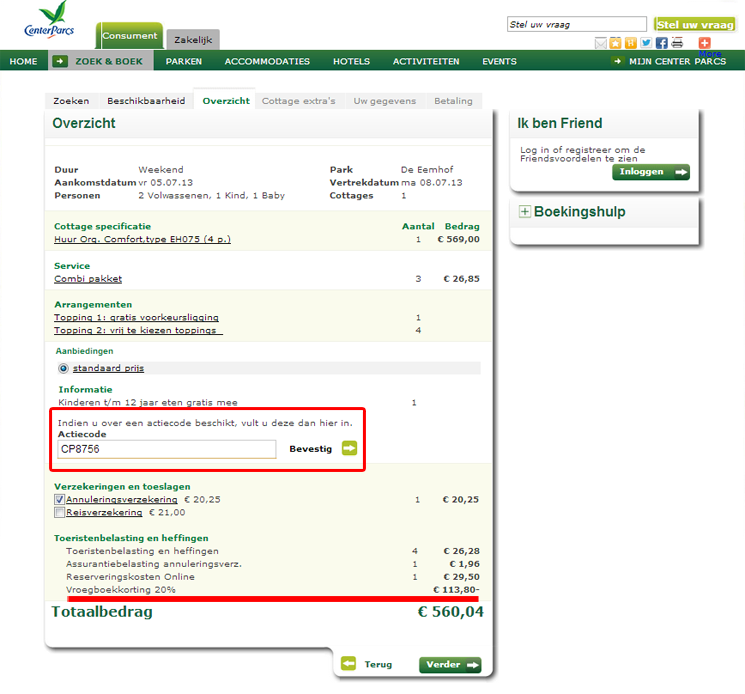 CenterParcs
Consument
Zakelijk
Stel uw vraag
Stel uw vraag
More
HOME
ZOEK & BOEK
PARKEN
ACCOMMODATIES
HOTELS
ACTIVITEITEN
EVENTS
MIJN CENTER PARCS
Zoeken
Beschikbaarheid
Overzicht
Cottage extra's
Uw gegevens
Betaling
Overzicht
Duur Weekend Park De Eemhof
Aankomstdatum vr 05.07.13 Vertrekdatum ma 08.07.13
Personen 2 Volwassenen, 1 Kind, 1 Baby Cottages 1
Cottage specificatie Aantal Bedrag
Huur Org. Comfort,type EH075 (4 p.) 1 € 569,00
Service
Combi pakket 3 € 26,85
Arrangementen
Topping 1: gratis voorkeursligging 1
Topping 2: vrij te kiezen toppings 4
Aanbiedingen
standaard prijs
Informatie
Kinderen t/m 12 jaar eten gratis mee 1
Indien u over een actiecode beschikt, vult u deze dan hier in.
Actiecode
CP8756 Bevestig
Verzekeringen en toeslagen
Annuleringsverzekering € 20,25 1 € 20,25
Reisverzekering € 21,00
Toeristenbelasting en heffingen
Toeristenbelasting en heffingen 4 € 26,28
Assurantiebelasting annuleringsverz. 1 € 1,96
Reserveringskosten Online 1 € 29,50
Vroegboekkorting 20% € 113,80-
Totaalbedrag € 560,04
Terug Verder
Ik ben Friend
Log in of registreer om de
Friendsvoordelen te zien
Inloggen
Boekingshulp